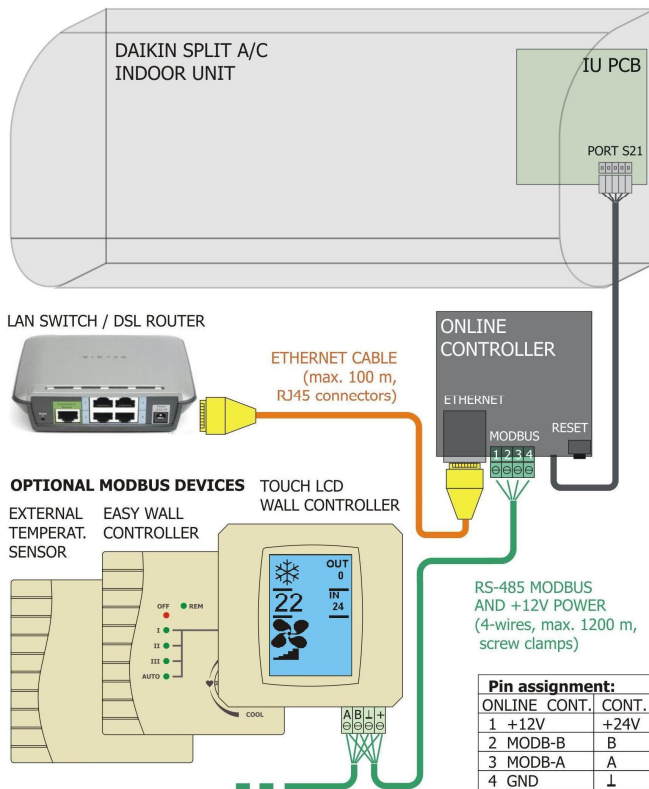 DAIKIN SPLIT A/C
INDOOR UNIT
IU PCB
PORT S21
LAN SWITCH / DSL ROUTER
ETHERNET CABLE
(max. 100 m,
RJ45 connectors)
ONLINE
CONTROLLER
ETHERNET
MODBUS
RESET
1 2 3 4
OPTIONAL MODBUS DEVICES
EXTERNAL
TEMPERAT.
SENSOR
EASY WALL
CONTROLLER
TOUCH LCD
WALL CONTROLLER
OFF
REM
I
II
III
AUTO
COOL
OUT
0
22
IN
24
A B ⊥ +
RS-485 MODBUS
AND +12V POWER
(4-wires, max. 1200 m,
screw clamps)
Pin assignment:
ONLINE CONT. CONT.
1 +12V +24V
2 MODB-B B
3 MODB-A A
4 GND ⊥